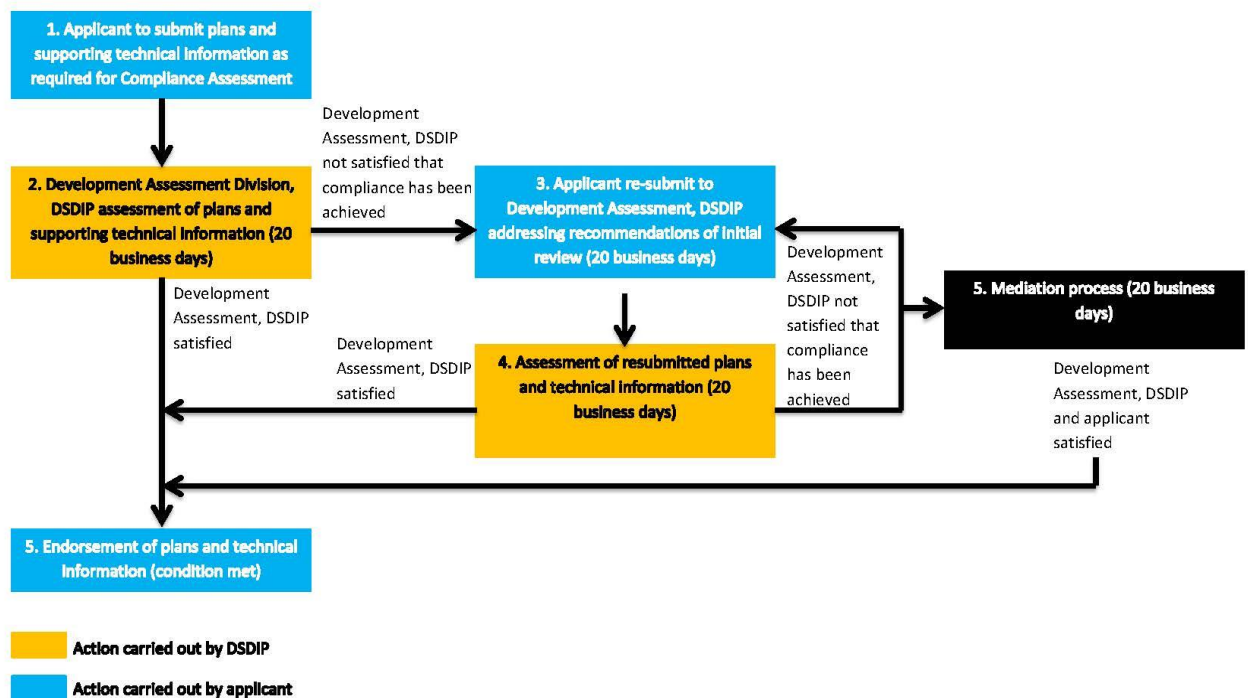 1. Applicant to submit plans and
supporting technical information as
required for Compliance Assessment
Development
Assessment, DSDIP
not satisfied that
compliance has been
achieved
2. Development Assessment Division,
DSDIP assessment of plans and
supporting technical information (20
business days)
3. Applicant re-submit to
Development Assessment, DSDIP
addressing recommendations of initial
review (20 business days)
Development
Assessment, DSDIP
satisfied
Development
Assessment,
DSDIP not
satisfied that
compliance
has been
achieved
5. Mediation process (20 business
days)
Development
Assessment, DSDIP
satisfied
4. Assessment of resubmitted plans
and technical information (20
business days)
Development
Assessment, DSDIP
and applicant
satisfied
5. Endorsement of plans and technical
information (condition met)
Action carried out by DSDIP
Action carried out by applicant